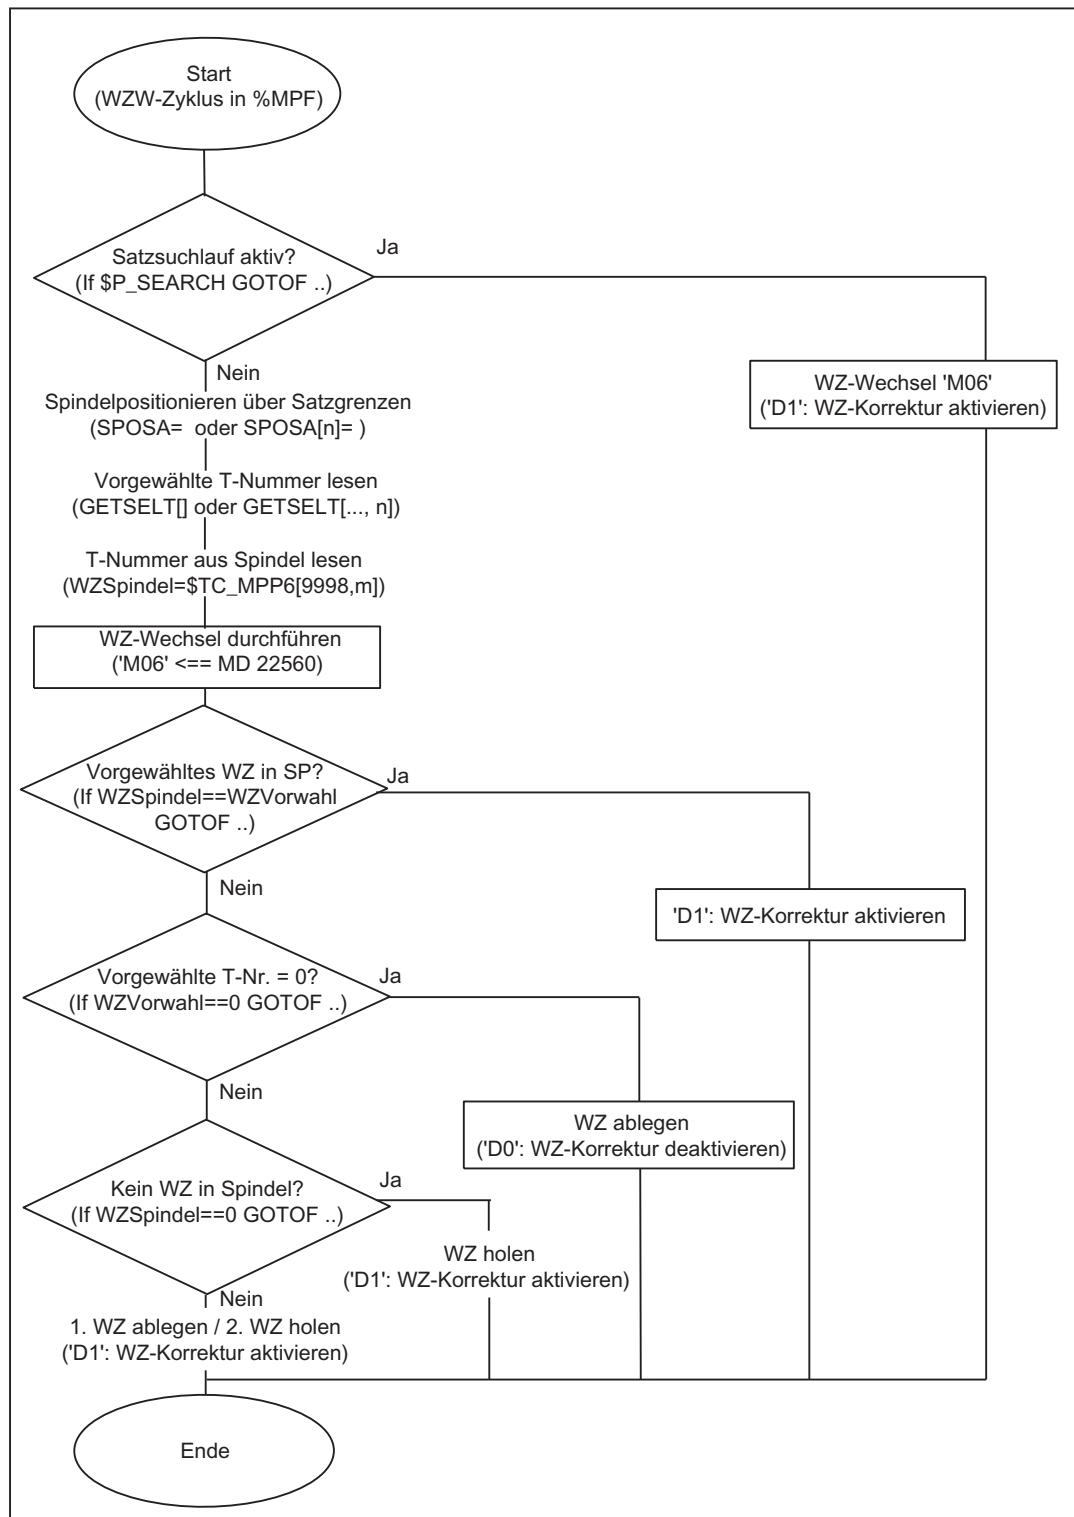 Start
(WZW-Zyklus in %MPF)
Satzsuchlauf aktiv?
(If $P_SEARCH GOTOF ..)
Ja
Nein
WZ-Wechsel 'M06'
('D1': WZ-Korrektur aktivieren)
Spindelpositionieren über Satzgrenzen
(SPOSA= oder SPOSA[n]= )
Vorgewählte T-Nummer lesen
(GETSELT[] oder GETSELT[..., n])
T-Nummer aus Spindel lesen
(WZSpindel=$TC_MPP6[9998,m])
WZ-Wechsel durchführen
('M06' <== MD 22560)
Vorgewähltes WZ in SP?
(If WZSpindel==WZVorwahl
GOTOF ..)
Ja
Nein
'D1': WZ-Korrektur aktivieren
Vorgewählte T-Nr. = 0?
(If WZVorwahl==0 GOTOF ..)
Ja
Nein
WZ ablegen
('D0': WZ-Korrektur deaktivieren)
Kein WZ in Spindel?
(If WZSpindel==0 GOTOF ..)
Ja
WZ holen
('D1': WZ-Korrektur aktivieren)
Nein
1. WZ ablegen / 2. WZ holen
('D1': WZ-Korrektur aktivieren)
Ende